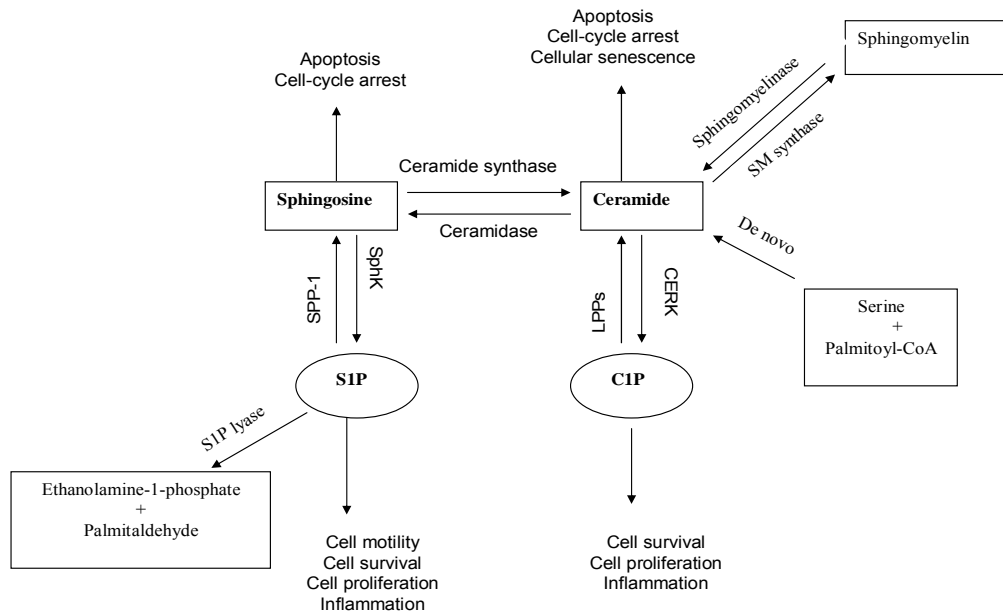 Apoptosis
Cell-cycle arrest
Cellular senescence
Apoptosis
Cell-cycle arrest
Sphingomyelin
Sphingomyelinase
SM synthase
Ceramide synthase
Sphingosine
Ceramide
Ceramidase
De novo
SPP-1
SphK
LPPs
CERK
Serine
+
Palmitoyl-CoA
S1P
C1P
S1P lyase
Ethanolamine-1-phosphate
+
Palmitaldehyde
Cell motility
Cell survival
Cell proliferation
Inflammation
Cell survival
Cell proliferation
Inflammation